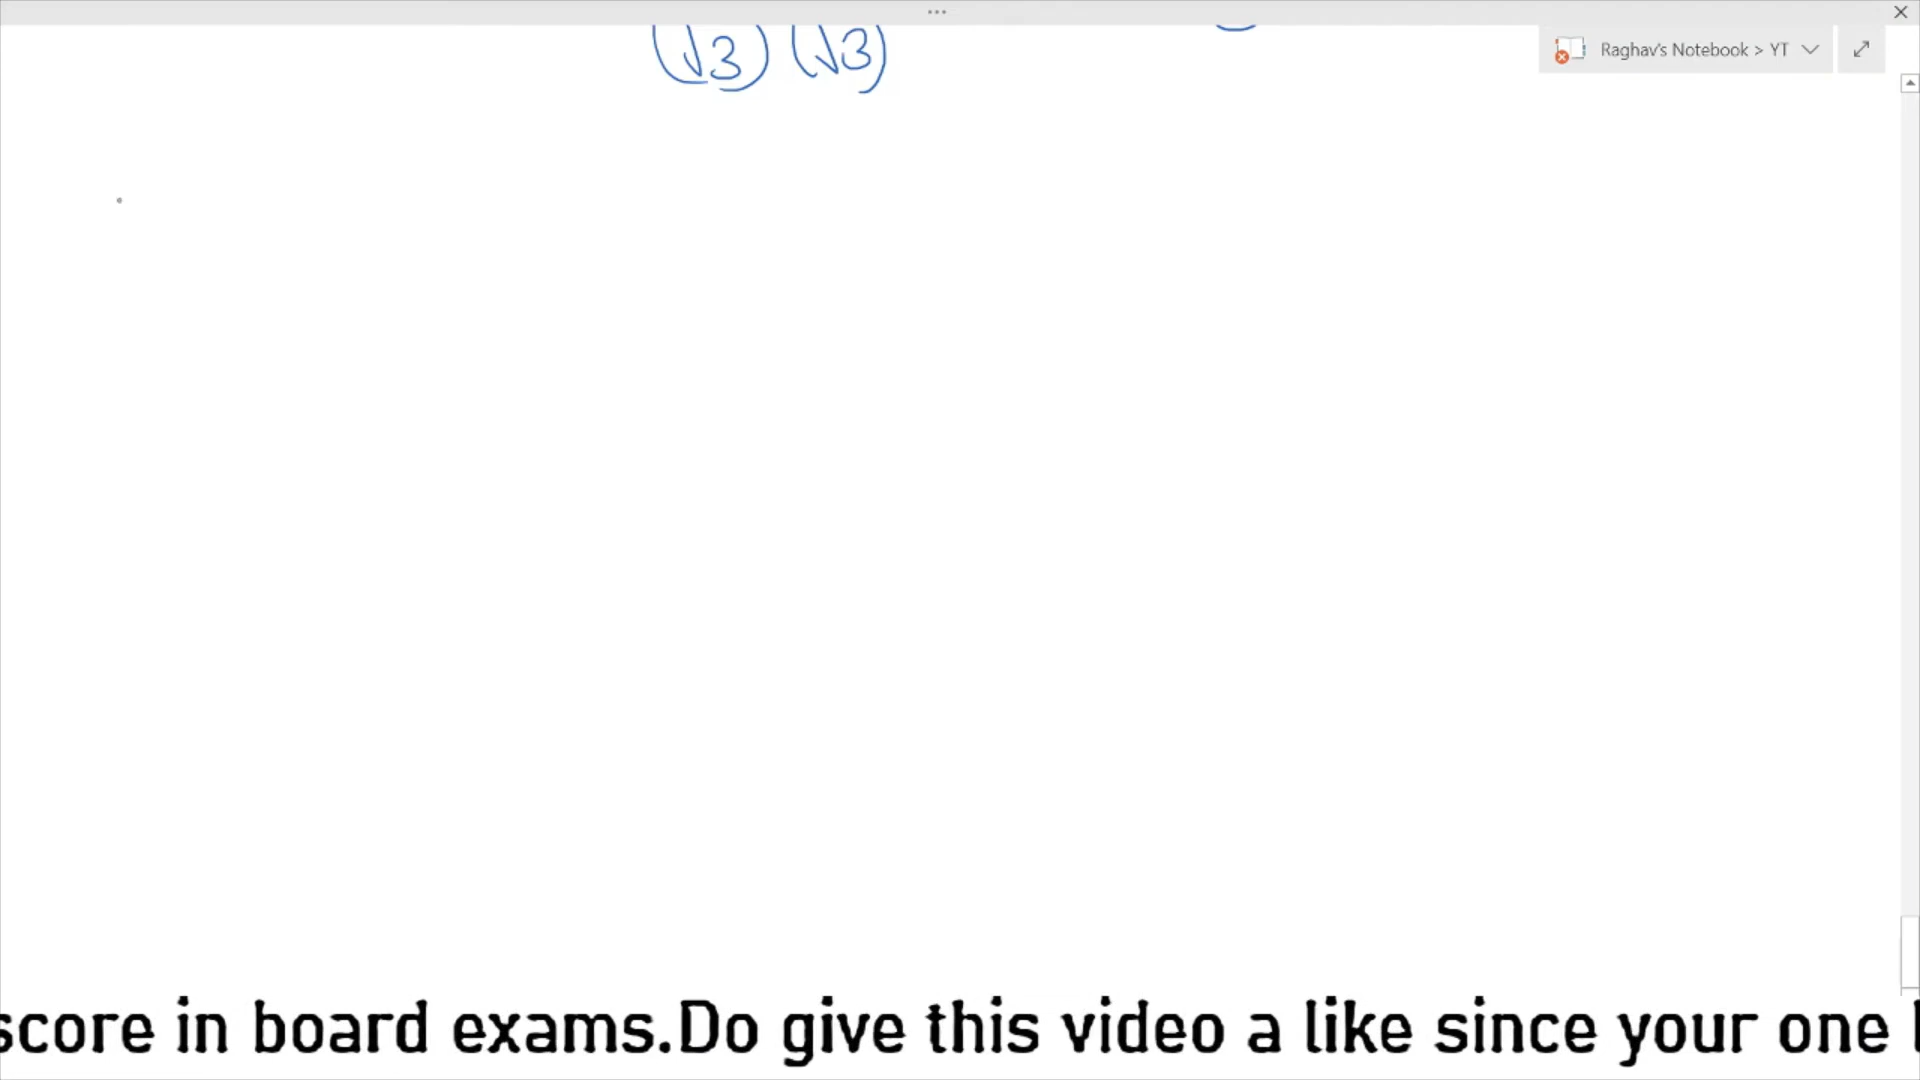 (√3) (√3)
Raghav's Notebook > YT
score in board exams.Do give this video a like since your one